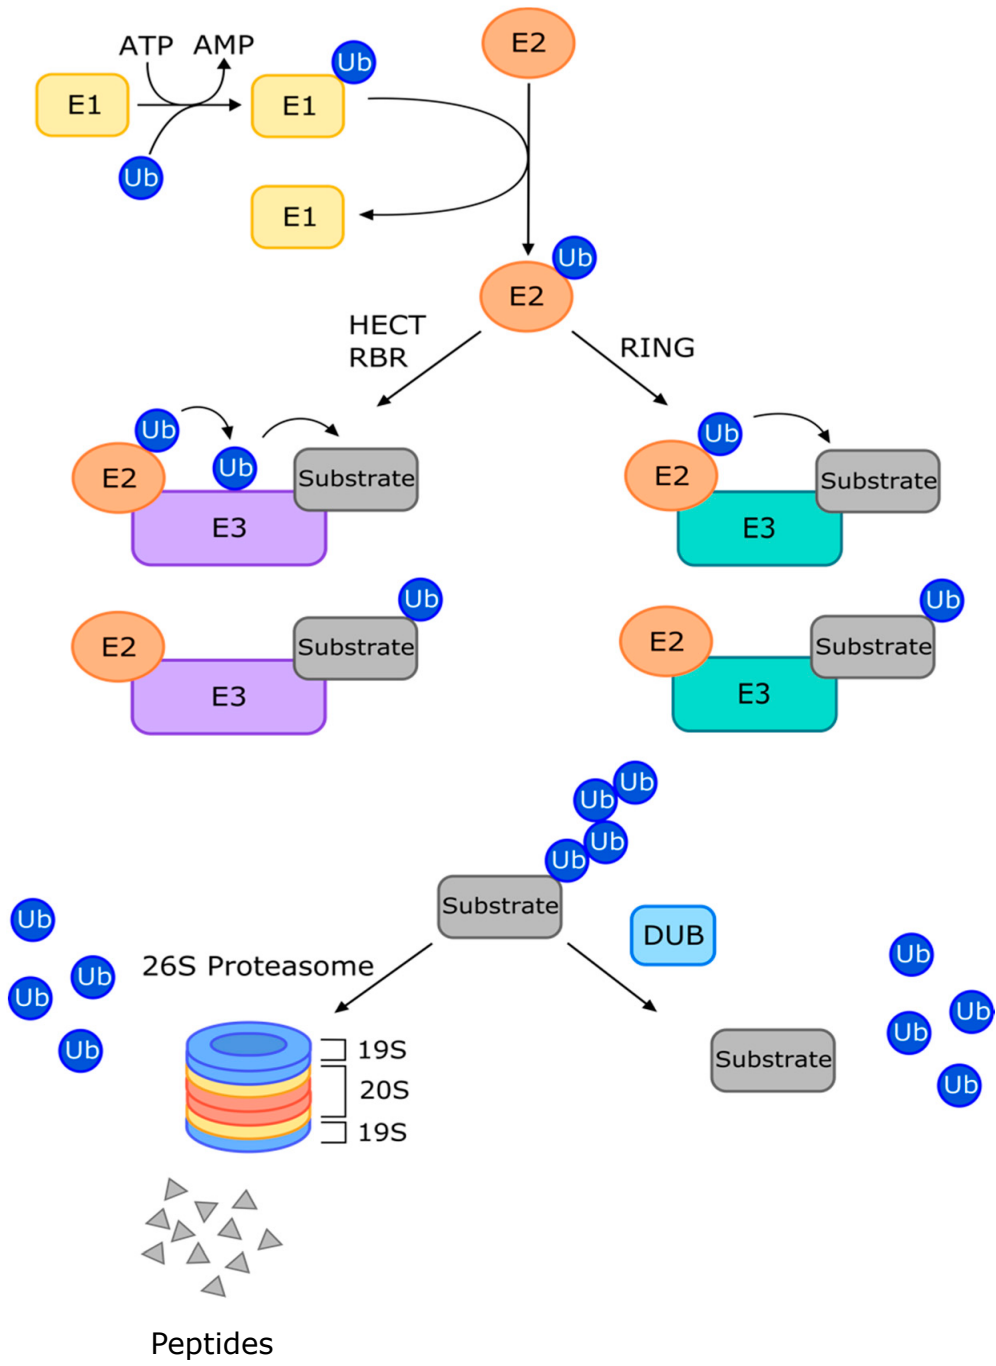 ATP AMP
E1
E1
Ub
E2
Ub
E1
Ub
E2
HECT
RBR
RING
Ub
Ub
E2
Substrate
E3
Ub
E2
Substrate
E3
Ub
E2
Substrate
E3
Ub
E2
Substrate
E3
Ub
Ub
Ub
Ub
Substrate
DUB
26S Proteasome
Ub
Ub
Ub
Ub
19S
20S
19S
Substrate
Ub
Ub
Ub
Ub
Peptides